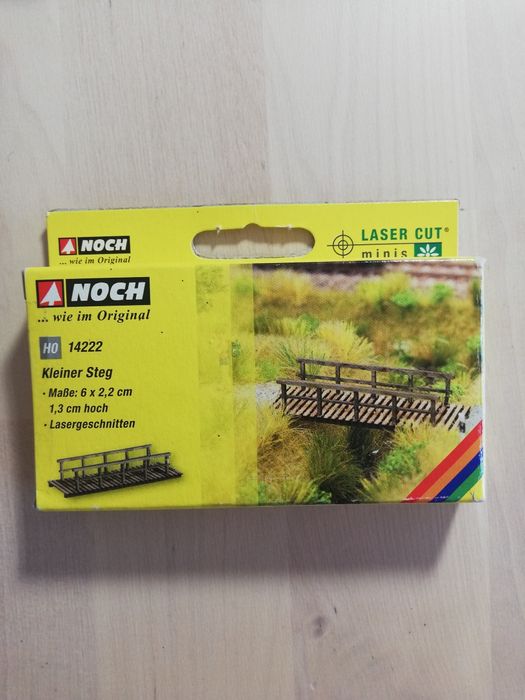 NOCH
... wie im Original
LASER CUT®
minis
NOCH
... wie im Original
H0 14222
Kleiner Steg
• Maße: 6 x 2,2 cm
1,3 cm hoch
• Lasergeschnitten